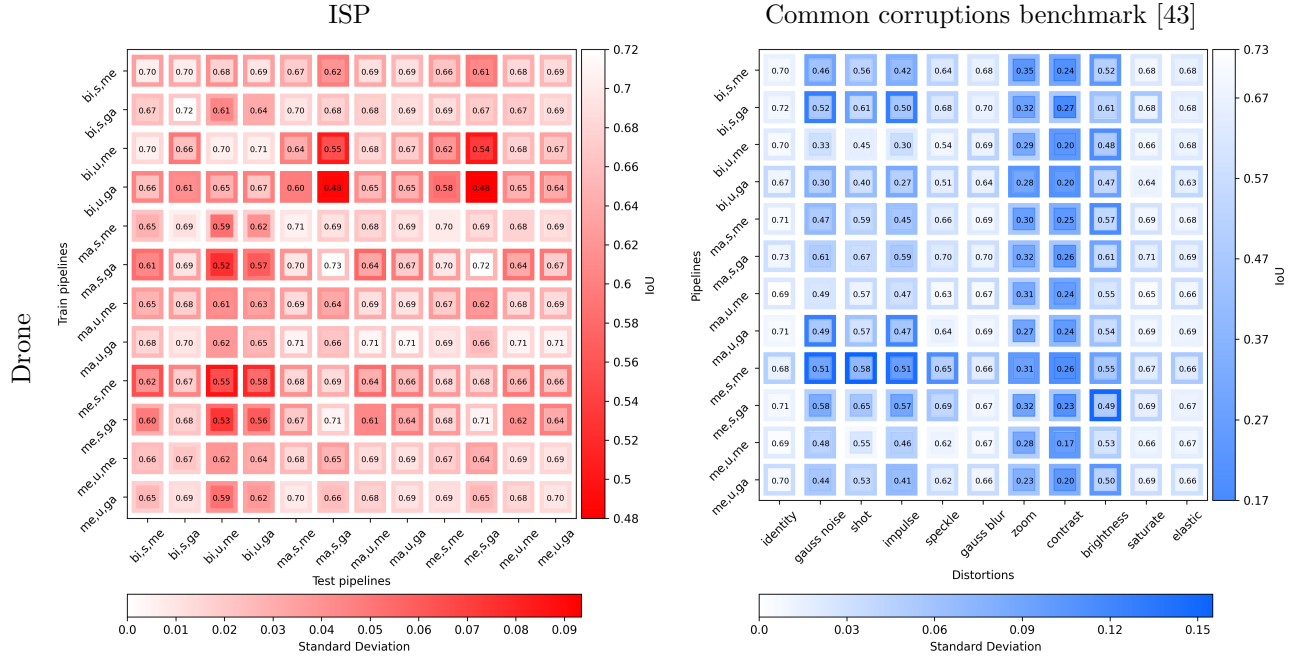 ISP
Common corruptions benchmark [43]
Drone
Train pipelines
bi,s,me 0.70 0.70 0.68 0.69 0.67 0.62 0.69 0.69 0.66 0.61 0.68 0.69
bi,s,ga 0.67 0.72 0.61 0.64 0.70 0.68 0.68 0.69 0.69 0.67 0.67 0.69
bi,u,me 0.70 0.66 0.70 0.71 0.64 0.55 0.68 0.67 0.62 0.54 0.68 0.67
bi,u,ga 0.66 0.61 0.65 0.67 0.60 0.48 0.65 0.65 0.58 0.48 0.65 0.64
ma,s,me 0.65 0.69 0.59 0.62 0.71 0.69 0.68 0.69 0.70 0.69 0.68 0.69
ma,s,ga 0.61 0.69 0.52 0.57 0.70 0.73 0.64 0.67 0.70 0.72 0.64 0.67
ma,u,me 0.65 0.68 0.61 0.63 0.69 0.64 0.69 0.69 0.67 0.62 0.68 0.69
ma,u,ga 0.68 0.70 0.62 0.65 0.71 0.66 0.71 0.71 0.69 0.66 0.71 0.71
me,s,me 0.62 0.67 0.55 0.58 0.68 0.69 0.64 0.66 0.68 0.68 0.66 0.66
me,s,ga 0.60 0.68 0.53 0.56 0.67 0.71 0.61 0.64 0.68 0.71 0.62 0.64
me,u,me 0.66 0.67 0.62 0.64 0.68 0.65 0.69 0.69 0.68 0.64 0.69 0.69
me,u,ga 0.65 0.69 0.59 0.62 0.70 0.66 0.68 0.69 0.69 0.65 0.68 0.70
bi,s,me bi,s,ga bi,u,me bi,u,ga ma,s,me ma,s,ga ma,u,me ma,u,ga me,s,me me,s,ga me,u,me me,u,ga
Test pipelines
0.72
0.7
0.68
0.66
0.64
0.62
0.6
0.58
0.56
0.54
0.52
0.5
0.48
IoU
0.0 0.01 0.02 0.03 0.04 0.05 0.06 0.07 0.08 0.09
Standard Deviation
Pipelines
bi,s,me 0.70 0.46 0.56 0.42 0.64 0.68 0.35 0.24 0.52 0.68 0.68
bi,s,ga 0.72 0.52 0.61 0.50 0.68 0.70 0.32 0.27 0.61 0.68 0.68
bi,u,me 0.70 0.33 0.45 0.30 0.54 0.69 0.29 0.20 0.48 0.66 0.68
bi,u,ga 0.67 0.30 0.40 0.27 0.51 0.64 0.28 0.20 0.47 0.64 0.63
ma,s,me 0.71 0.47 0.59 0.45 0.66 0.69 0.30 0.25 0.57 0.69 0.68
ma,s,ga 0.73 0.61 0.67 0.59 0.70 0.70 0.32 0.26 0.61 0.71 0.69
ma,u,me 0.69 0.49 0.57 0.47 0.63 0.67 0.31 0.24 0.55 0.65 0.68
ma,u,ga 0.71 0.49 0.57 0.47 0.64 0.69 0.27 0.24 0.54 0.69 0.69
me,s,me 0.68 0.51 0.58 0.51 0.65 0.66 0.31 0.26 0.55 0.67 0.66
me,s,ga 0.71 0.58 0.65 0.57 0.69 0.67 0.32 0.23 0.49 0.69 0.67
me,u,me 0.69 0.48 0.55 0.46 0.62 0.67 0.28 0.17 0.53 0.66 0.67
me,u,ga 0.70 0.44 0.53 0.41 0.62 0.66 0.23 0.20 0.50 0.69 0.66
identity gauss noise shot impulse speckle gauss blur zoom contrast brightness saturate elastic
Distortions
0.73
0.67
0.57
0.47
0.37
0.27
0.17
IoU
0.0 0.03 0.06 0.09 0.12 0.15
Standard Deviation